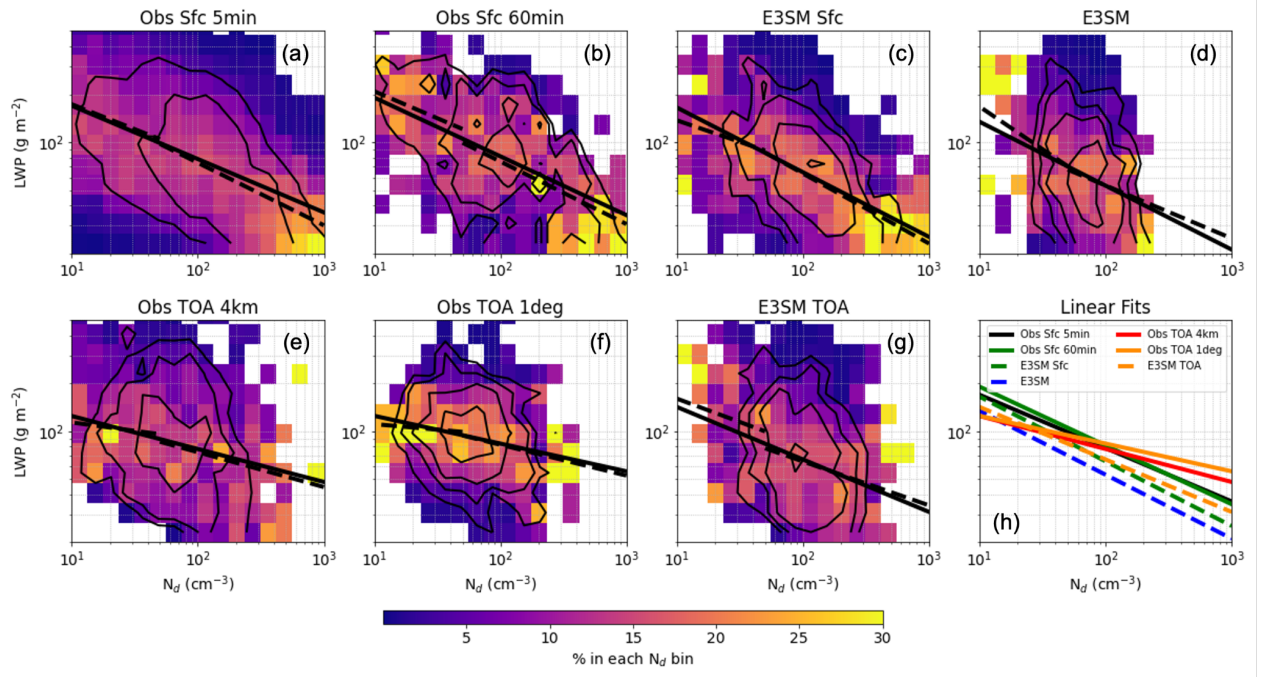 Obs Sfc 5min
Obs Sfc 60min
E3SM Sfc
E3SM
(a)
(b)
(c)
(d)
LWP (g m⁻²)
10²
10²
10²
10²
10¹
10²
10³
10¹
10²
10³
10¹
10²
10³
10¹
10²
10³
Obs TOA 4km
Obs TOA 1deg
E3SM TOA
Linear Fits
(e)
(f)
(g)
Obs Sfc 5min
Obs Sfc 60min
E3SM Sfc
E3SM
Obs TOA 4km
Obs TOA 1deg
E3SM TOA
LWP (g m⁻²)
10²
10²
10²
10²
(h)
10¹
10²
10³
10¹
10²
10³
10¹
10²
10³
10¹
10²
10³
N_d (cm⁻³)
N_d (cm⁻³)
N_d (cm⁻³)
N_d (cm⁻³)
5
10
15
20
25
30
% in each N_d bin